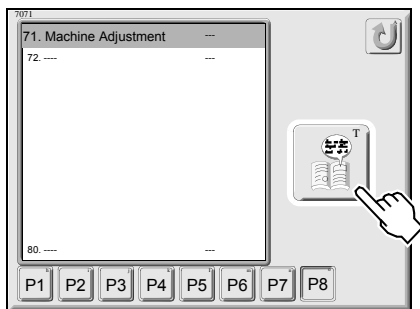 7071
71. Machine Adjustment ---
72. ---- ---
T
80. ---- ---
P1 P2 P3 P4 P5 P6 P7 P8